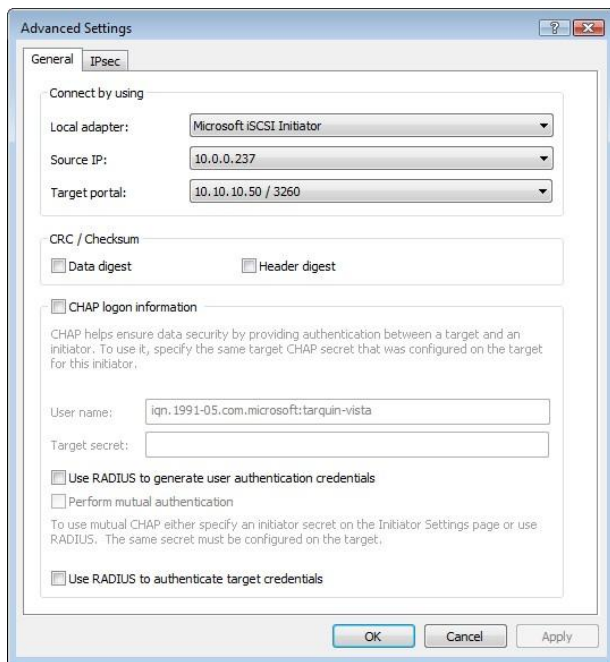 Advanced Settings
General
IPsec
Connect by using
Local adapter:
Microsoft iSCSI Initiator
Source IP:
10.0.0.237
Target portal:
10.10.10.50 / 3260
CRC / Checksum
Data digest
Header digest
CHAP logon information
CHAP helps ensure data security by providing authentication between a target and an
initiator. To use it, specify the same target CHAP secret that was configured on the target
for this initiator.
User name:
iqn.1991-05.com.microsoft:tarquin-vista
Target secret:
Use RADIUS to generate user authentication credentials
Perform mutual authentication
To use mutual CHAP either specify an initiator secret on the Initiator Settings page or use
RADIUS. The same secret must be configured on the target.
Use RADIUS to authenticate target credentials
OK
Cancel
Apply